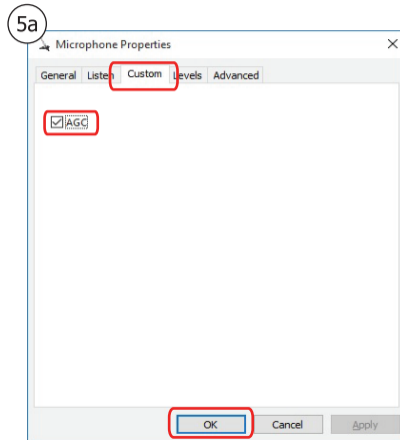 5a
Microphone Properties
General Listen Custom Levels Advanced
AGC
OK Cancel Apply